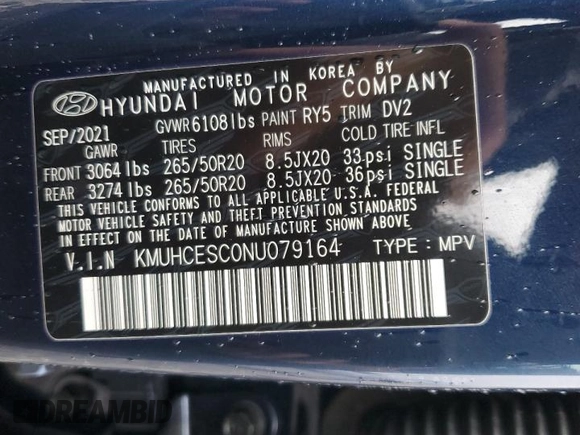 MANUFACTURED IN KOREA BY
HYUNDAI MOTOR COMPANY
SEP/2021 GVWR 6108 lbs PAINT RY5 TRIM DV2
GAWR TIRES RIMS COLD TIRE INFL
FRONT 3064 lbs 265/50R20 8.5JX20 33 psi SINGLE
REAR 3274 lbs 265/50R20 8.5JX20 36 psi SINGLE
THIS VEHICLE CONFORMS TO ALL APPLICABLE U.S.A. FEDERAL
MOTOR VEHICLE SAFETY AND THEFT PREVENTION STANDARDS
IN EFFECT ON THE DATE OF MANUFACTURE SHOWN ABOVE.
V.I.N KMUHCESC0NU079164 TYPE : MPV
DREAMBID